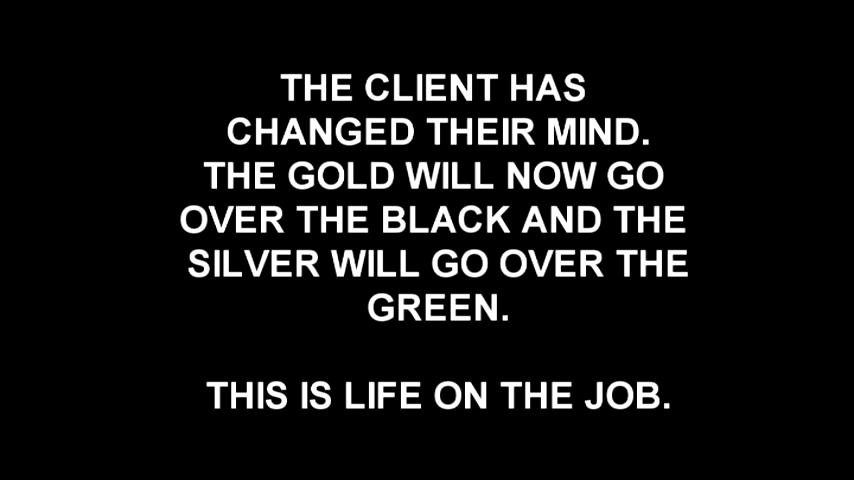 THE CLIENT HAS
CHANGED THEIR MIND.
THE GOLD WILL NOW GO
OVER THE BLACK AND THE
SILVER WILL GO OVER THE
GREEN.
THIS IS LIFE ON THE JOB.